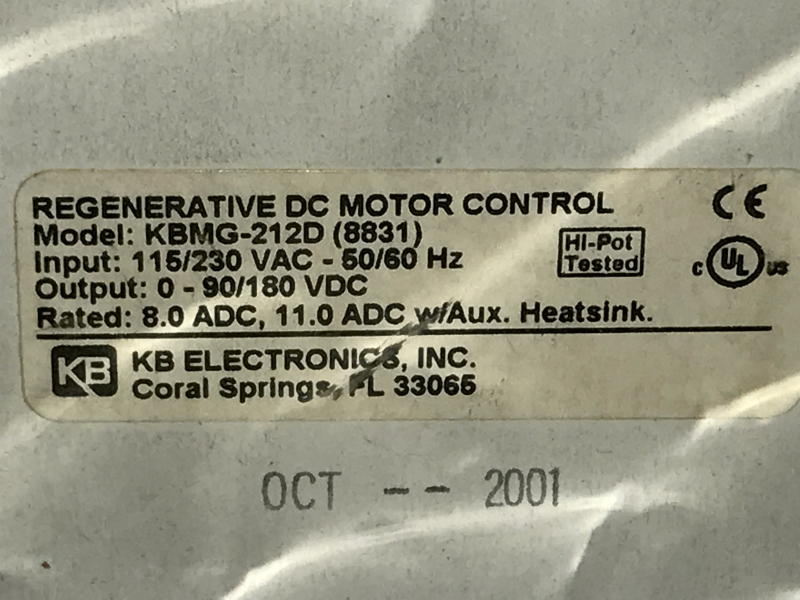 REGENERATIVE DC MOTOR CONTROL
Model: KBMG-212D (8831)
Input: 115/230 VAC - 50/60 Hz
Output: 0 - 90/180 VDC
Rated: 8.0 ADC, 11.0 ADC w/Aux. Heatsink.
CE
Hi-Pot
Tested
c UL us
KB
KB ELECTRONICS, INC.
Coral Springs, FL 33065
OCT -- 2001